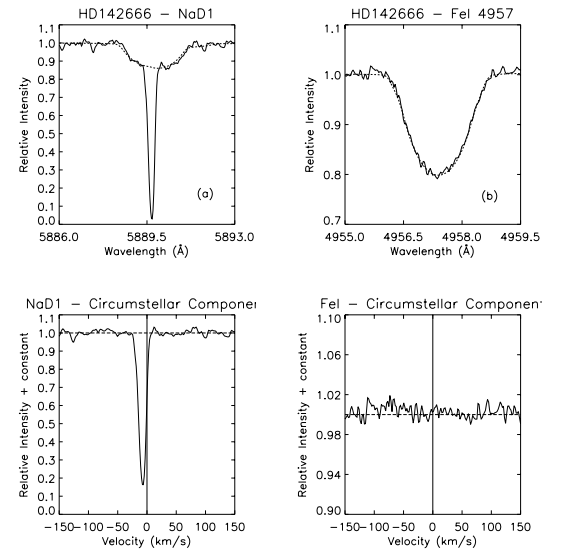 HD142666 – NaD1
1.1
1.0
0.9
0.8
0.7
0.6
0.5
0.4
0.3
0.2
0.1
0.0
Relative Intensity
(a)
5886.0 5889.5 5893.0
Wavelength (Å)
HD142666 – FeI 4957
1.1
1.0
0.9
0.8
0.7
Relative Intensity
(b)
4955.0 4956.5 4958.0 4959.5
Wavelength (Å)
NaD1 – Circumstellar Componer
1.1
1.0
0.9
0.8
0.7
0.6
0.5
0.4
0.3
0.2
0.1
0.0
Relative Intensity + constant
−150−100 −50 0 50 100 150
Velocity (km/s)
FeI – Circumstellar Component
1.10
1.06
1.02
0.98
0.94
0.90
Relative Intensity + constant
−150−100 −50 0 50 100 150
Velocity (km/s)